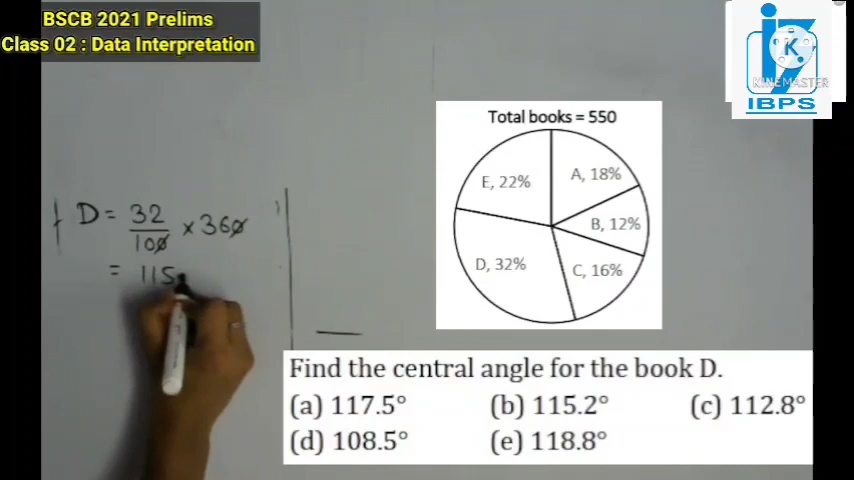 BSCB 2021 Prelims
Class 02 : Data Interpretation
K
KINEMASTER
IBPS
Total books = 550
E, 22%
A, 18%
B, 12%
D, 32%
C, 16%
D = 32/100 × 360
= 115
Find the central angle for the book D.
(a) 117.5° (b) 115.2° (c) 112.8°
(d) 108.5° (e) 118.8°